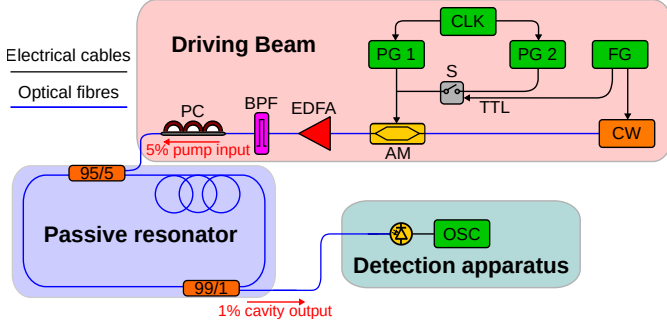 Driving Beam
CLK
PG 1
PG 2
FG
Electrical cables
S
TTL
Optical fibres
PC
BPF
EDFA
AM
CW
5% pump input
95/5
Passive resonator
OSC
Detection apparatus
99/1
1% cavity output